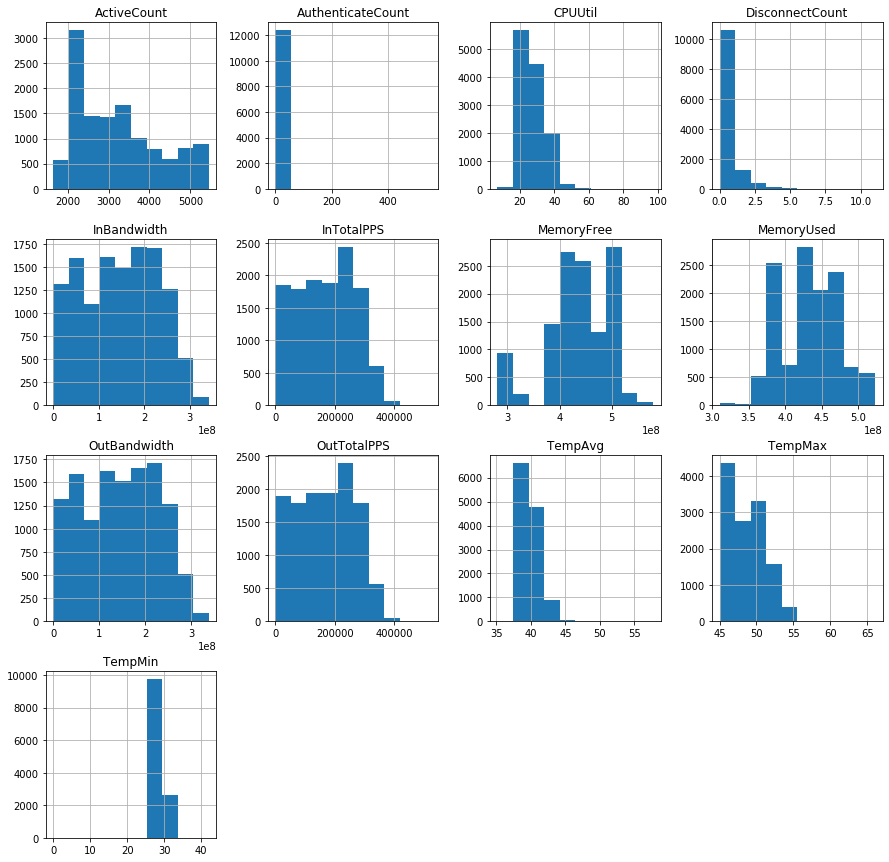 ActiveCount
3000
2500
2000
1500
1000
500
0
2000 3000 4000 5000
AuthenticateCount
12000
10000
8000
6000
4000
2000
0
0 200 400
CPUUtil
5000
4000
3000
2000
1000
0
20 40 60 80 100
DisconnectCount
10000
8000
6000
4000
2000
0
0.0 2.5 5.0 7.5 10.0
InBandwidth
1750
1500
1250
1000
750
500
250
0
0 1 2 3
1e8
InTotalPPS
2500
2000
1500
1000
500
0
0 200000 400000
MemoryFree
2500
2000
1500
1000
500
0
3 4 5
1e8
MemoryUsed
2500
2000
1500
1000
500
0
3.0 3.5 4.0 4.5 5.0
1e8
OutBandwidth
1750
1500
1250
1000
750
500
250
0
0 1 2 3
1e8
OutTotalPPS
2500
2000
1500
1000
500
0
0 200000 400000
TempAvg
6000
5000
4000
3000
2000
1000
0
35 40 45 50 55
TempMax
4000
3000
2000
1000
0
45 50 55 60 65
TempMin
10000
8000
6000
4000
2000
0
0 10 20 30 40